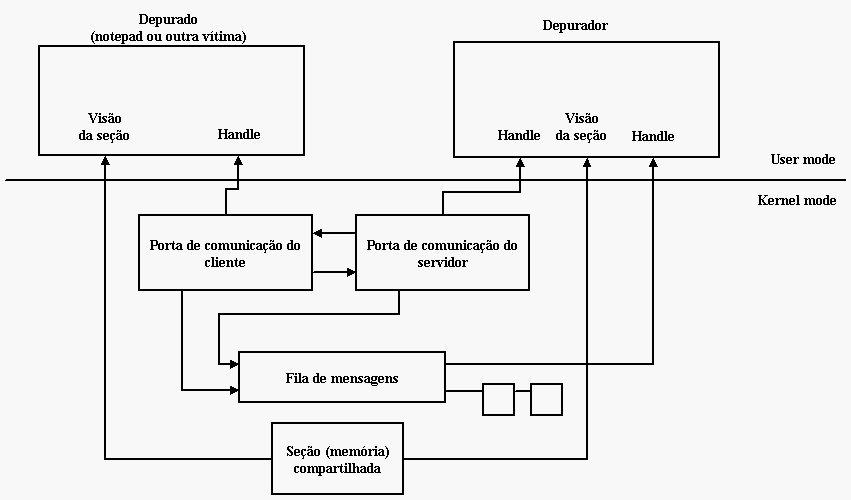 Depurado
(notepad ou outra vítima)
Depurador
Visão
da seção
Handle
Handle
Visão
da seção
Handle
User mode
Kernel mode
Porta de comunicação do
cliente
Porta de comunicação do
servidor
Fila de mensagens
Seção (memória)
compartilhada